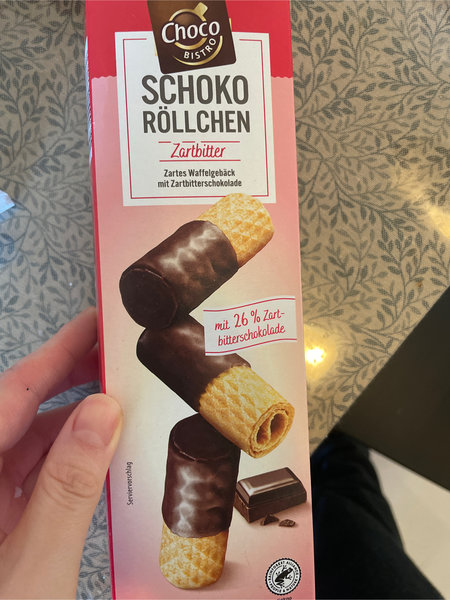 Choco
BISTRO
SCHOKO
RÖLLCHEN
Zartbitter
Zartes Waffelgebäck
mit Zartbitterschokolade
mit 26 % Zart-
bitterschokolade
Serviervorschlag